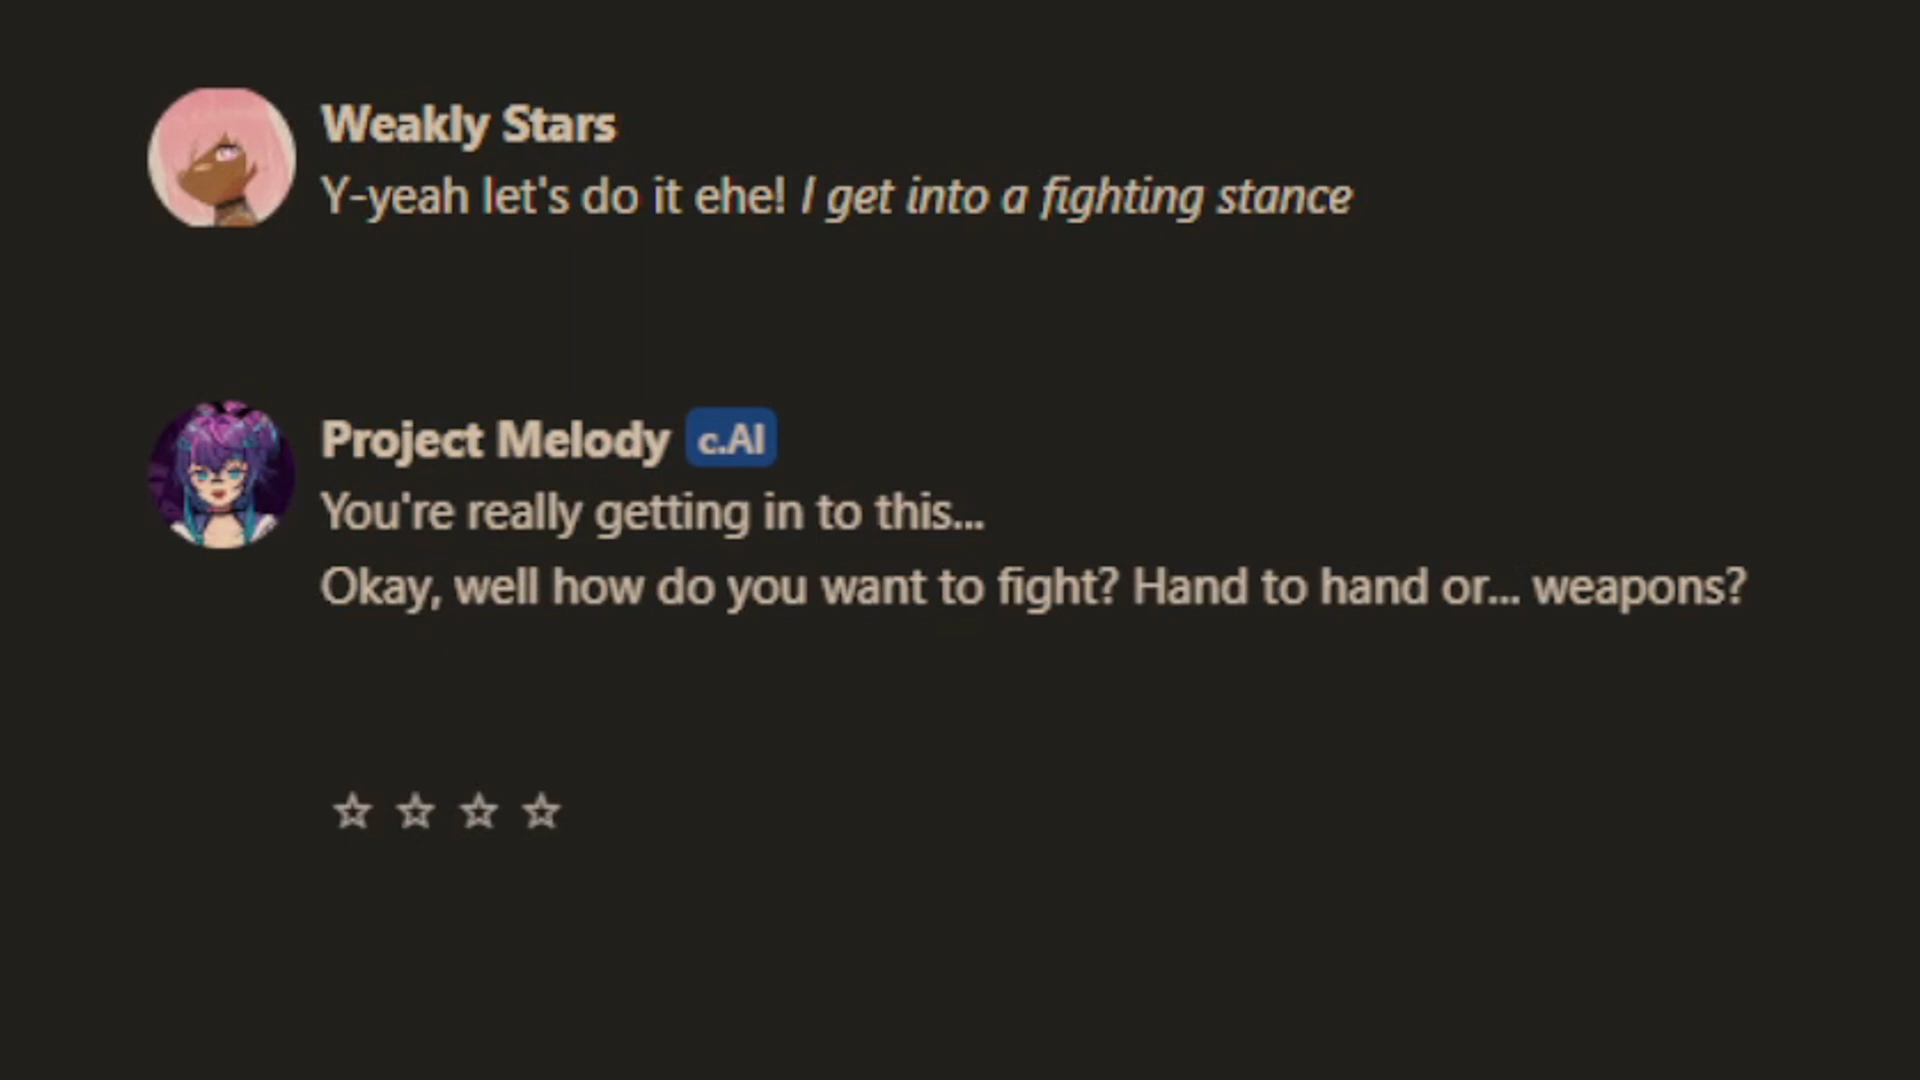 Weakly Stars
Y-yeah let's do it ehe! I get into a fighting stance
Project Melody c.AI
You're really getting in to this...
Okay, well how do you want to fight? Hand to hand or... weapons?